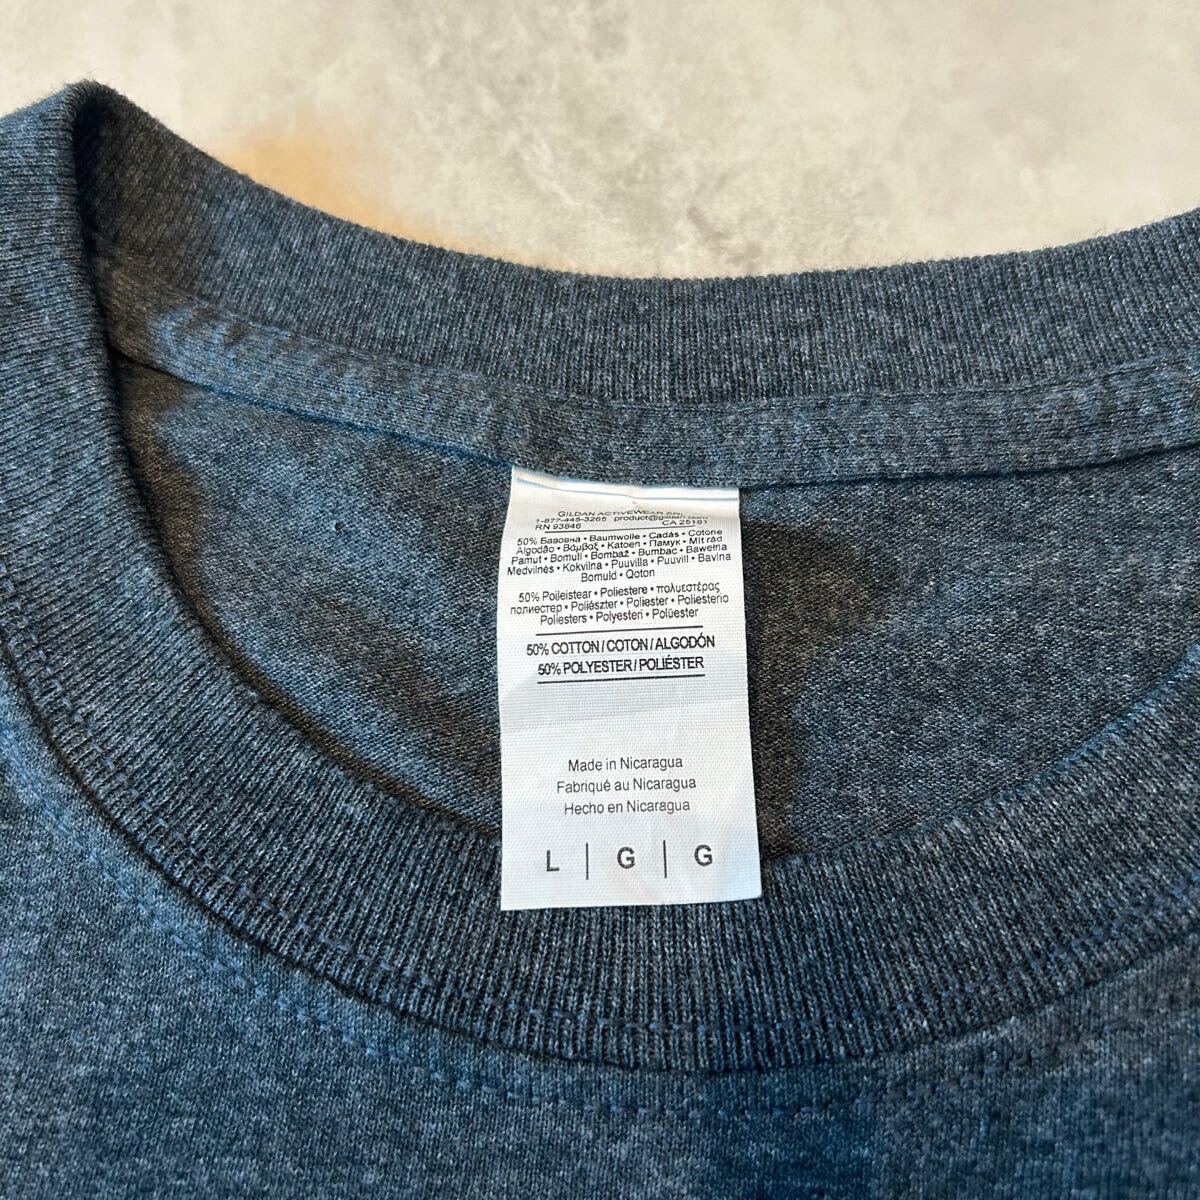 GILDAN ACTIVEWEAR SRL
1-877-445-3265 product@gildan.com
RN 93846 CA 25181
50% Бавовна • Baumwolle • Cadás • Cotone
Algodão • Βάμβαξ • Katoen • Памук • Mit rád
Pamut • Bomull • Bombaž • Bumbac • Bawełna
Medvilnės • Kokvilna • Puuvilla • Puuvill • Bavlna
Bomuld • Qoton
50% Poileistear • Poliestere • πολυεστέρας
полиестер • Poliészter • Poliester • Poliesterio
Poliesters • Polyesteri • Polüester
50% COTTON / COTON / ALGODÓN
50% POLYESTER / POLIÉSTER
Made in Nicaragua
Fabriqué au Nicaragua
Hecho en Nicaragua
L | G | G